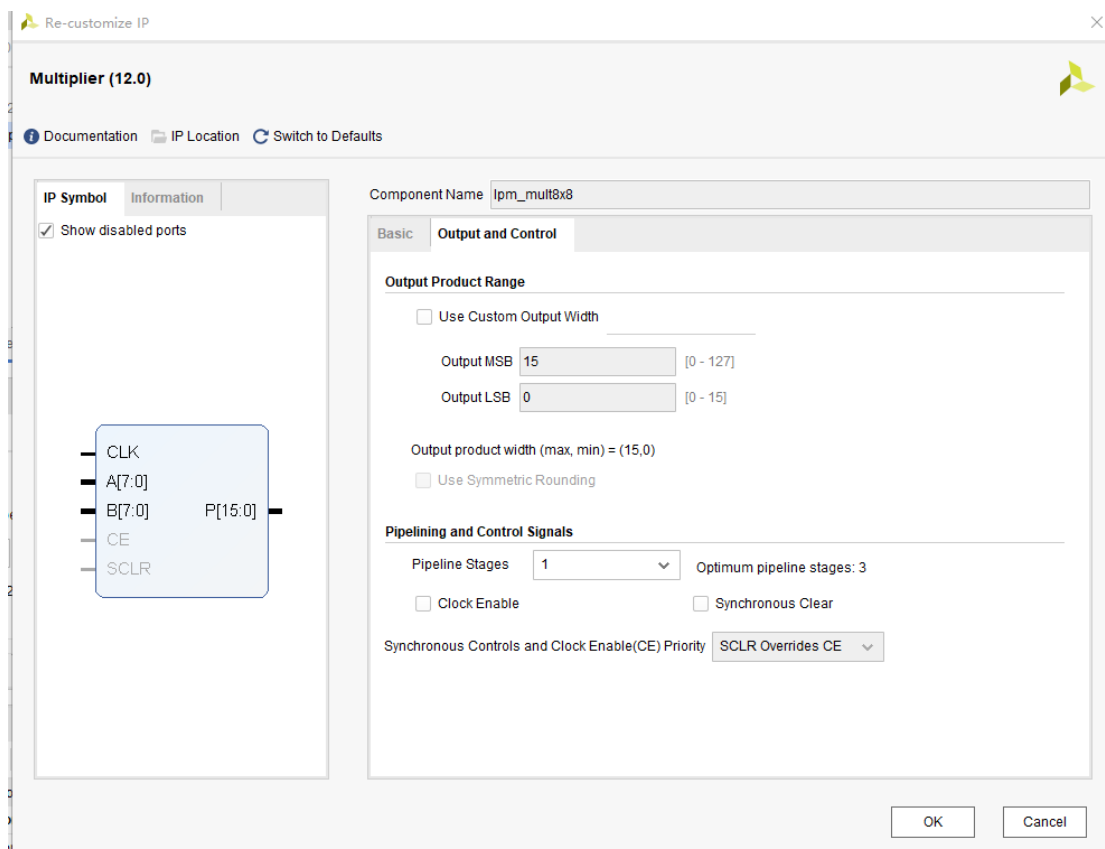 Re-customize IP
Multiplier (12.0)
Documentation IP Location Switch to Defaults
IP Symbol Information
Show disabled ports
CLK
A[7:0]
B[7:0] P[15:0]
CE
SCLR
Component Name lpm_mult8x8
Basic Output and Control
Output Product Range
Use Custom Output Width
Output MSB 15 [0 - 127]
Output LSB 0 [0 - 15]
Output product width (max, min) = (15,0)
Use Symmetric Rounding
Pipelining and Control Signals
Pipeline Stages 1 Optimum pipeline stages: 3
Clock Enable Synchronous Clear
Synchronous Controls and Clock Enable(CE) Priority SCLR Overrides CE
OK Cancel